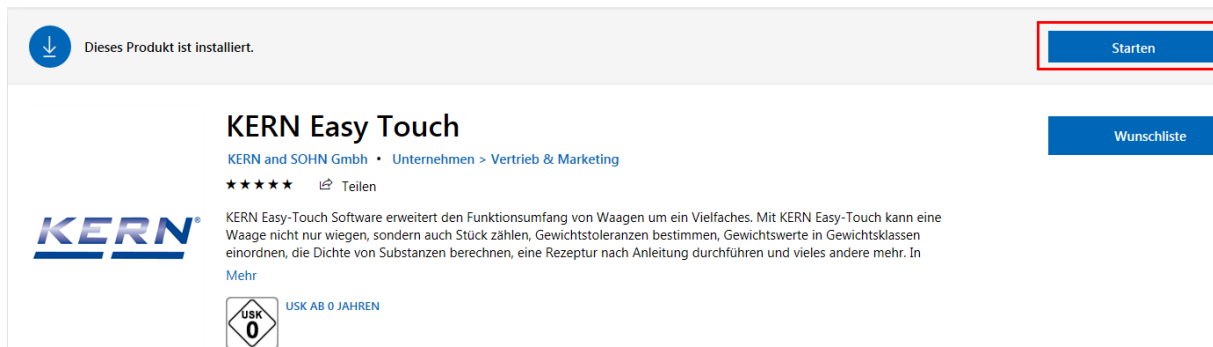 Dieses Produkt ist installiert.
Starten
KERN Easy Touch
Wunschliste
KERN and SOHN Gmbh • Unternehmen > Vertrieb & Marketing
★★★★★ Teilen
KERN®
KERN Easy-Touch Software erweitert den Funktionsumfang von Waagen um ein Vielfaches. Mit KERN Easy-Touch kann eine
Waage nicht nur wiegen, sondern auch Stück zählen, Gewichtstoleranzen bestimmen, Gewichtswerte in Gewichtsklassen
einordnen, die Dichte von Substanzen berechnen, eine Rezeptur nach Anleitung durchführen und vieles andere mehr. In
Mehr
USK
0
USK AB 0 JAHREN